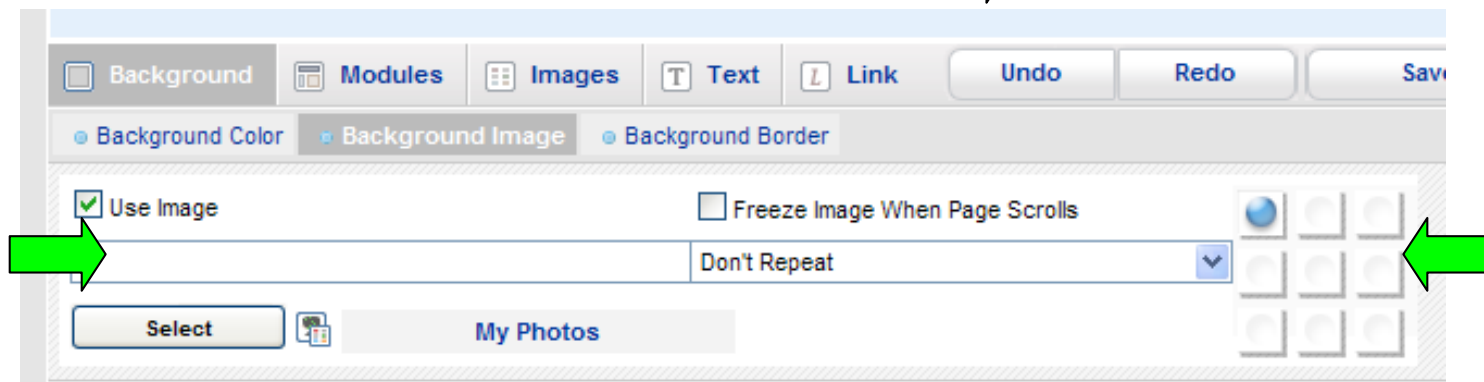 Background Modules Images T Text L Link Undo Redo Save
Background Color Background Image Background Border
Use Image Freeze Image When Page Scrolls
Don't Repeat
Select My Photos